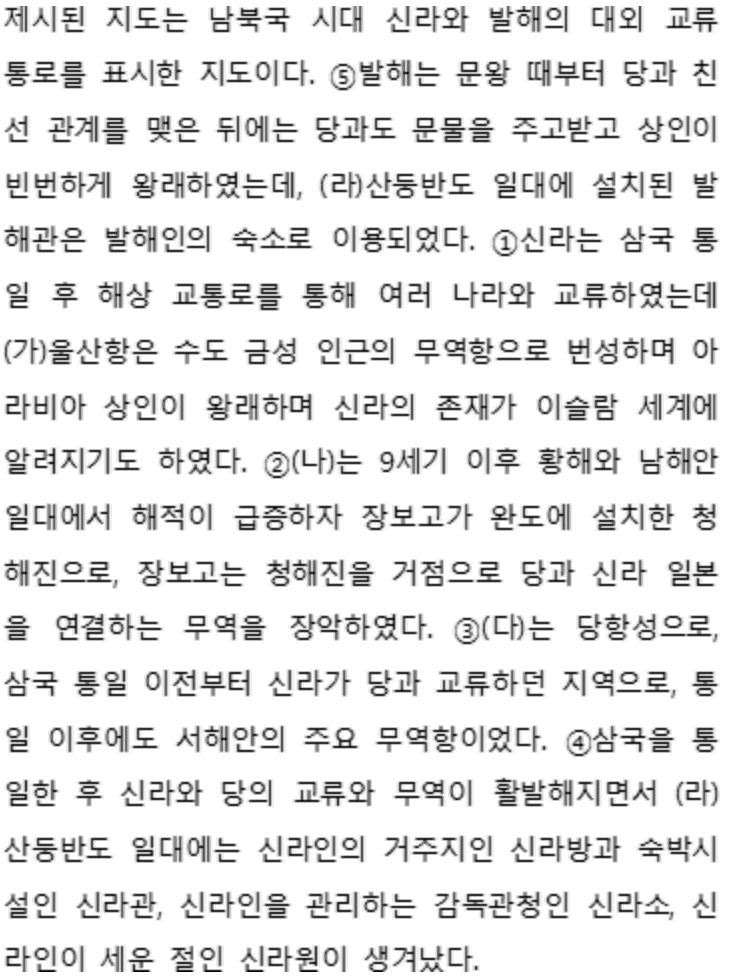 제시된 지도는 남북국 시대 신라와 발해의 대외 교류
통로를 표시한 지도이다. ⑤발해는 문왕 때부터 당과 친
선 관계를 맺은 뒤에는 당과도 문물을 주고받고 상인이
빈번하게 왕래하였는데, (라)산둥반도 일대에 설치된 발
해관은 발해인의 숙소로 이용되었다. ①신라는 삼국 통
일 후 해상 교통로를 통해 여러 나라와 교류하였는데
(가)울산항은 수도 금성 인근의 무역항으로 번성하며 아
라비아 상인이 왕래하며 신라의 존재가 이슬람 세계에
알려지기도 하였다. ②(나)는 9세기 이후 황해와 남해안
일대에서 해적이 급증하자 장보고가 완도에 설치한 청
해진으로, 장보고는 청해진을 거점으로 당과 신라 일본
을 연결하는 무역을 장악하였다. ③(다)는 당항성으로,
삼국 통일 이전부터 신라가 당과 교류하던 지역으로, 통
일 이후에도 서해안의 주요 무역항이었다. ④삼국을 통
일한 후 신라와 당의 교류와 무역이 활발해지면서 (라)
산둥반도 일대에는 신라인의 거주지인 신라방과 숙박시
설인 신라관, 신라인을 관리하는 감독관청인 신라소, 신
라인이 세운 절인 신라원이 생겨났다.